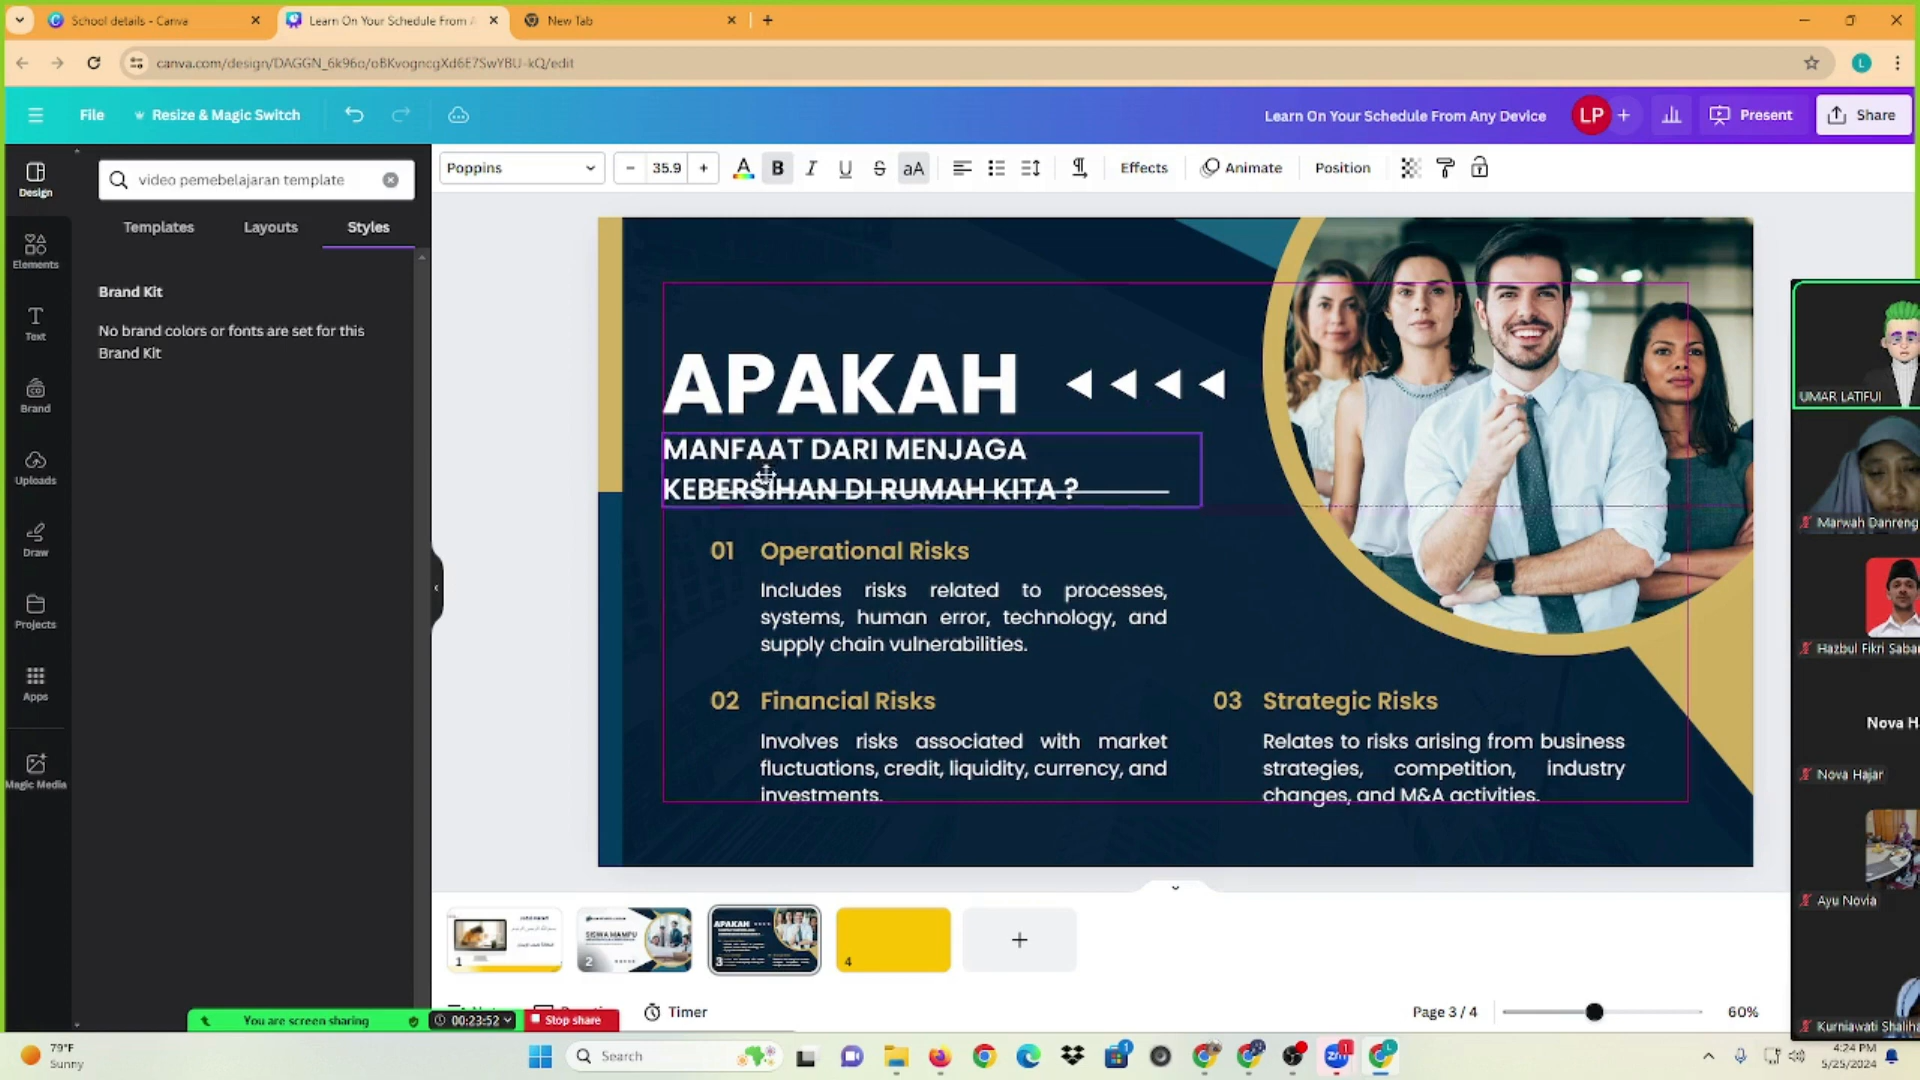 School details - Canva
Learn On Your Schedule From A
New Tab
canva.com/design/DAGGN_6k96o/oBKvogncgXd6E7SwYBU-kQ/edit
L
File
Resize & Magic Switch
Learn On Your Schedule From Any Device
LP
Present
Share
Design
Elements
Text
Brand
Uploads
Draw
Projects
Apps
Magic Media
video pemebelajaran template
Templates
Layouts
Styles
Brand Kit
No brand colors or fonts are set for this
Brand Kit
Poppins
35.9
A
B
I
U
S
aA
Effects
Animate
Position
APAKAH
MANFAAT DARI MENJAGA
KEBERSIHAN DI RUMAH KITA ?
01 Operational Risks
Includes risks related to processes,
systems, human error, technology, and
supply chain vulnerabilities.
02 Financial Risks
Involves risks associated with market
fluctuations, credit, liquidity, currency, and
investments.
03 Strategic Risks
Relates to risks arising from business
strategies, competition, industry
changes, and M&A activities.
UMAR LATIFUI
Marwah Danreng
Hazbul Fikri Saba
Nova H
Nova Hajar
Ayu Novia
Kurniawati Shaliha
1
2
SISWA MAMPU
APAKAH
3
4
Timer
Page 3 / 4
60%
You are screen sharing
00:23:52
Stop share
79°F
Sunny
Search
4:24 PM
5/25/2024